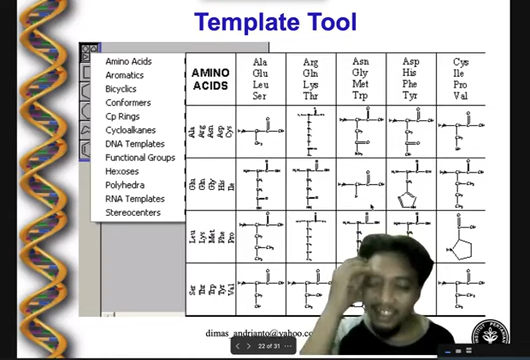 Template Tool
Amino Acids
Aromatics
Bicyclics
Conformers
Cp Rings
Cycloalkanes
DNA Templates
Functional Groups
Hexoses
Polyhedra
RNA Templates
Stereocenters
AMINO
ACIDS
Ala
Glu
Leu
Ser
Arg
Gln
Lys
Thr
Asn
Gly
Met
Trp
Asp
His
Phe
Tyr
Cys
Ile
Pro
Val
Ala
Arg
Asn
Asp
Cys
Glu
Gln
Gly
His
Ile
Leu
Lys
Met
Phe
Pro
Ser
Thr
Trp
Tyr
Val
dimas_andrianto@yahoo.co
22 of 31